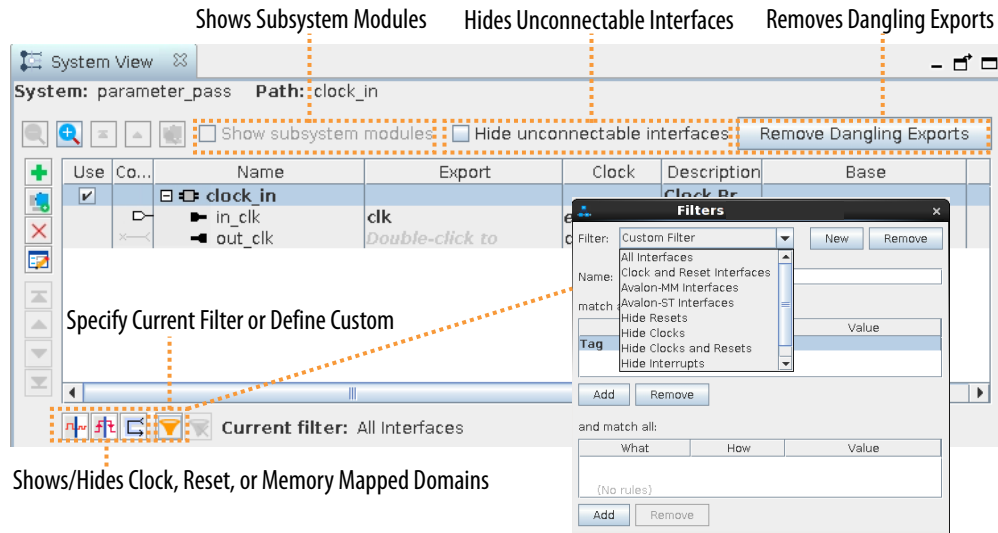 Shows Subsystem Modules
Hides Unconnectable Interfaces
Removes Dangling Exports
System View
System: parameter_pass Path: clock_in
Show subsystem modules
Hide unconnectable interfaces
Remove Dangling Exports
Use Co... Name Export Clock Description Base
clock_in Clock Br
in_clk clk e
out_clk Double-click to
Filters
Filter: Custom Filter New Remove
All Interfaces
Clock and Reset Interfaces
Name:
Avalon-MM Interfaces
match
Avalon-ST Interfaces
Hide Resets
Value
Hide Clocks
Tag
Hide Clocks and Resets
Hide Interrupts
Add Remove
and match all:
What How Value
(No rules)
Add Remove
Specify Current Filter or Define Custom
Current filter: All Interfaces
Shows/Hides Clock, Reset, or Memory Mapped Domains